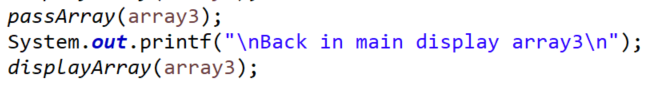 passArray(array3);
System.out.printf("\nBack in main display array3\n");
displayArray(array3);